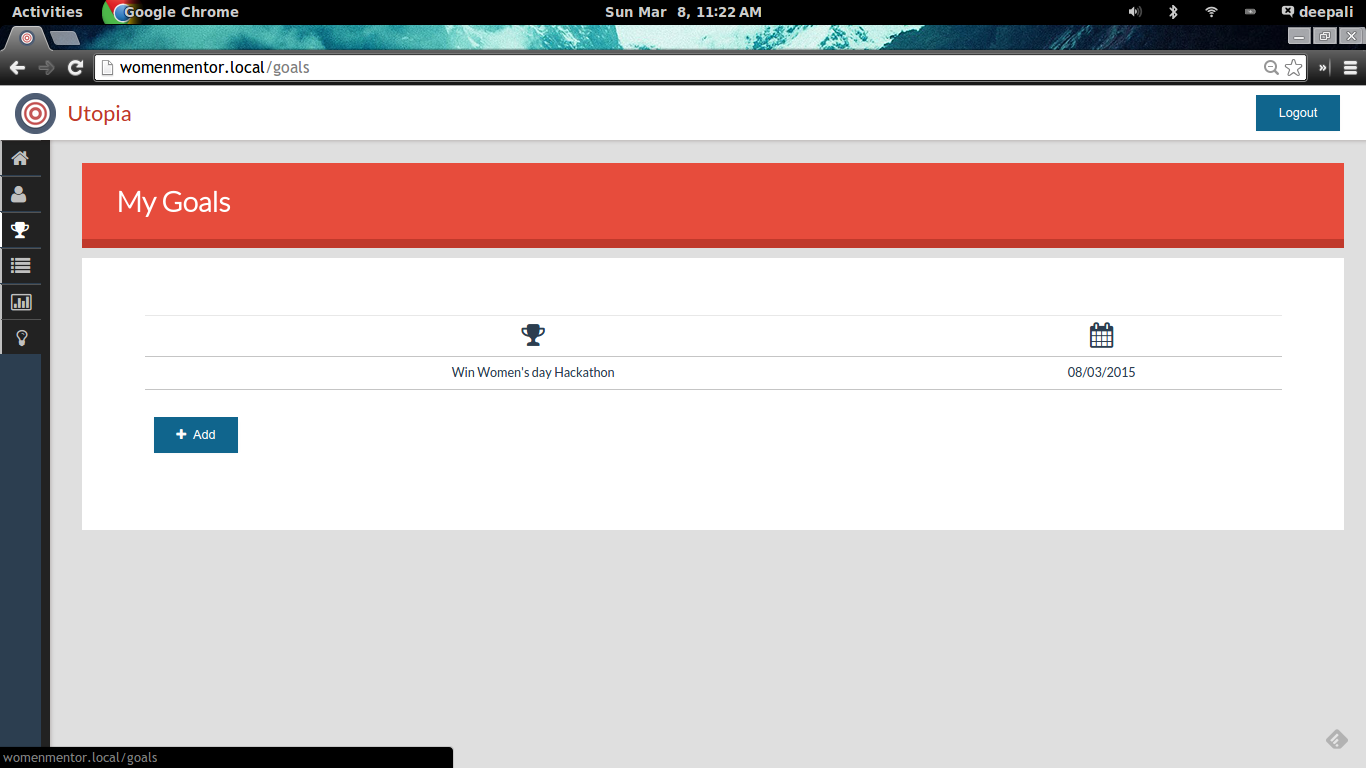 Activities Google Chrome Sun Mar 8, 11:22 AM deepali
womenmentor.local/goals »
Utopia Logout
My Goals
Win Women's day Hackathon 08/03/2015
+ Add
womenmentor.local/goals